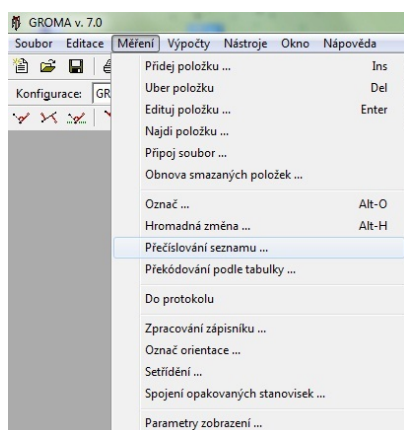 GROMA v. 7.0
Soubor Editace Měření Výpočty Nástroje Okno Nápověda
Konfigurace: GR
Přidej položku ... Ins
Uber položku Del
Edituj položku ... Enter
Najdi položku ...
Připoj soubor ...
Obnova smazaných položek ...
Označ ... Alt-O
Hromadná změna ... Alt-H
Přečíslování seznamu ...
Překódování podle tabulky ...
Do protokolu
Zpracování zápisníku ...
Označ orientace ...
Setřídění ...
Spojení opakovaných stanovisek ...
Parametry zobrazení ...